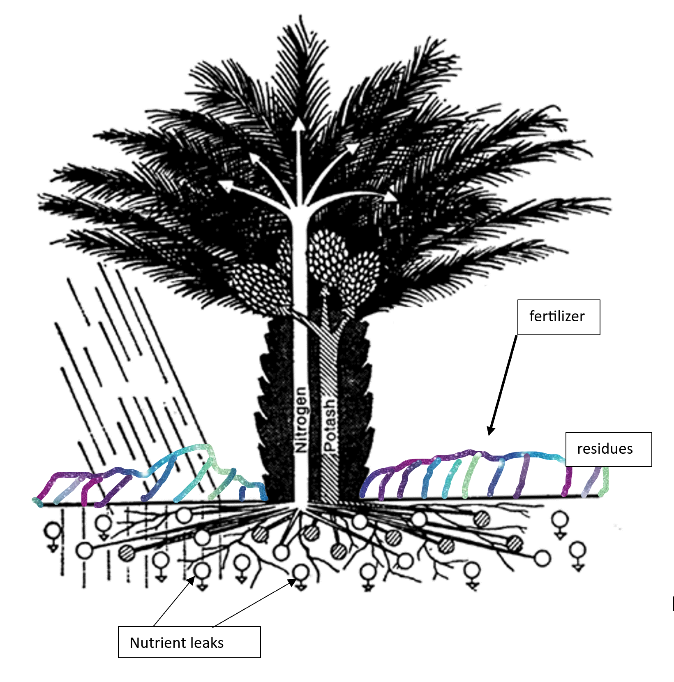 fertilizer
Nitrogen
Potash
residues
Nutrient leaks